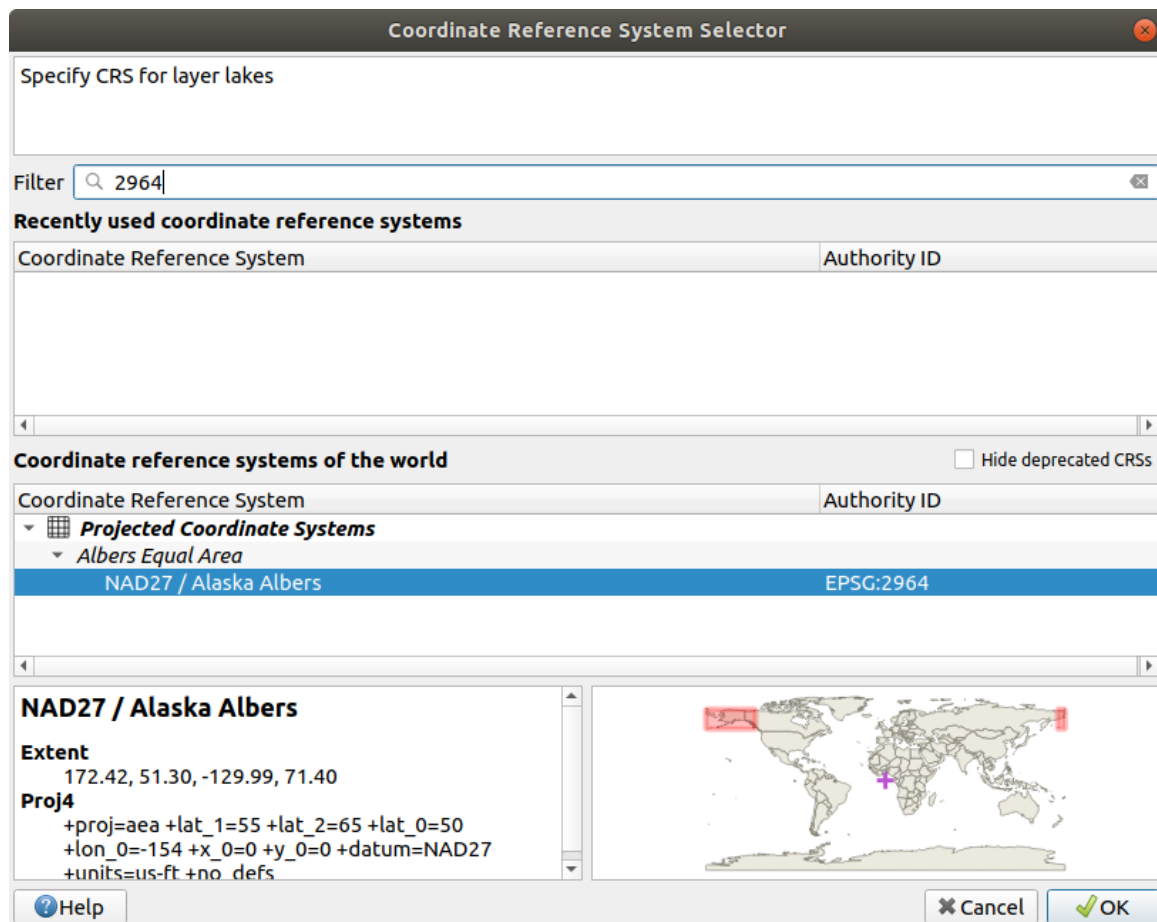 Coordinate Reference System Selector
Specify CRS for layer lakes
Filter 2964
Recently used coordinate reference systems
Coordinate Reference System Authority ID
Coordinate reference systems of the world Hide deprecated CRSs
Coordinate Reference System Authority ID
Projected Coordinate Systems
Albers Equal Area
NAD27 / Alaska Albers EPSG:2964
NAD27 / Alaska Albers
Extent
172.42, 51.30, -129.99, 71.40
Proj4
+proj=aea +lat_1=55 +lat_2=65 +lat_0=50
+lon_0=-154 +x_0=0 +y_0=0 +datum=NAD27
+units=us-ft +no_defs
Help Cancel OK